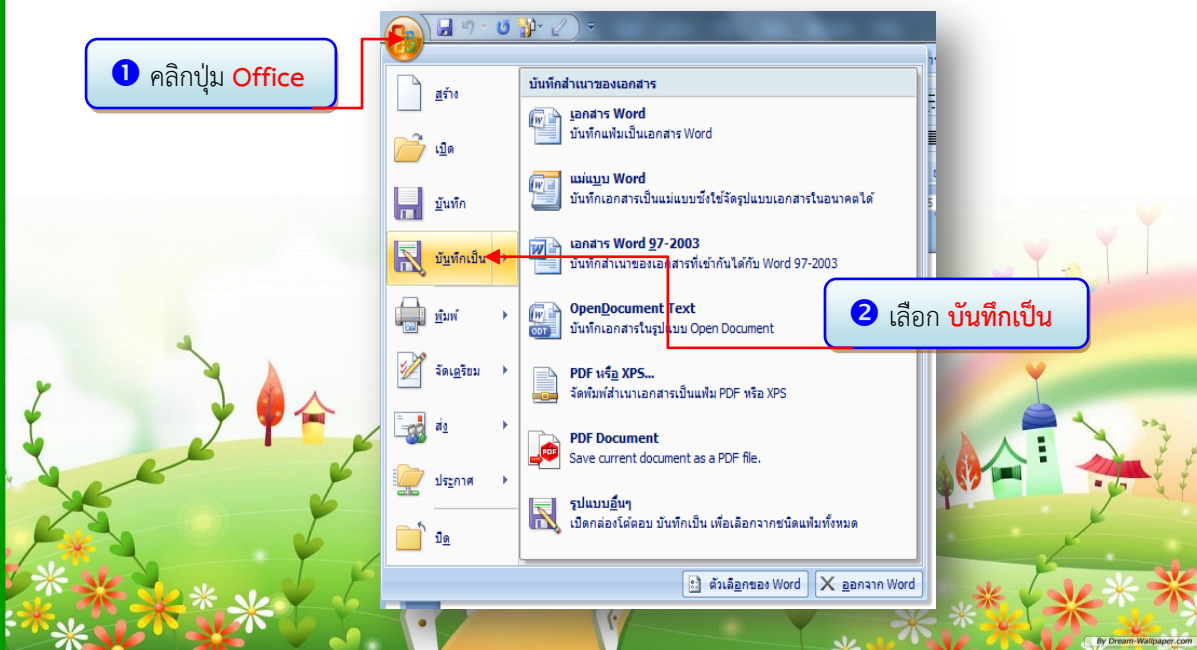 ❶ คลิกปุ่ม Office
สร้าง
เปิด
บันทึก
บันทึกเป็น
พิมพ์
จัดเตรียม
ส่ง
ประกาศ
ปิด
บันทึกสำเนาของเอกสาร
เอกสาร Word
บันทึกแฟ้มเป็นเอกสาร Word
แม่แบบ Word
บันทึกเอกสารเป็นแม่แบบซึ่งใช้จัดรูปแบบเอกสารในอนาคตได้
เอกสาร Word 97-2003
บันทึกสำเนาของเอกสารที่เข้ากันได้กับ Word 97-2003
OpenDocument Text
บันทึกเอกสารในรูปแบบ Open Document
PDF หรือ XPS...
จัดพิมพ์สำเนาเอกสารเป็นแฟ้ม PDF หรือ XPS
PDF Document
Save current document as a PDF file.
รูปแบบอื่นๆ
เปิดกล่องโต้ตอบ บันทึกเป็น เพื่อเลือกจากชนิดแฟ้มทั้งหมด
❷ เลือก บันทึกเป็น
ตัวเลือกของ Word
ออกจาก Word
By Dream-Wallpaper.com